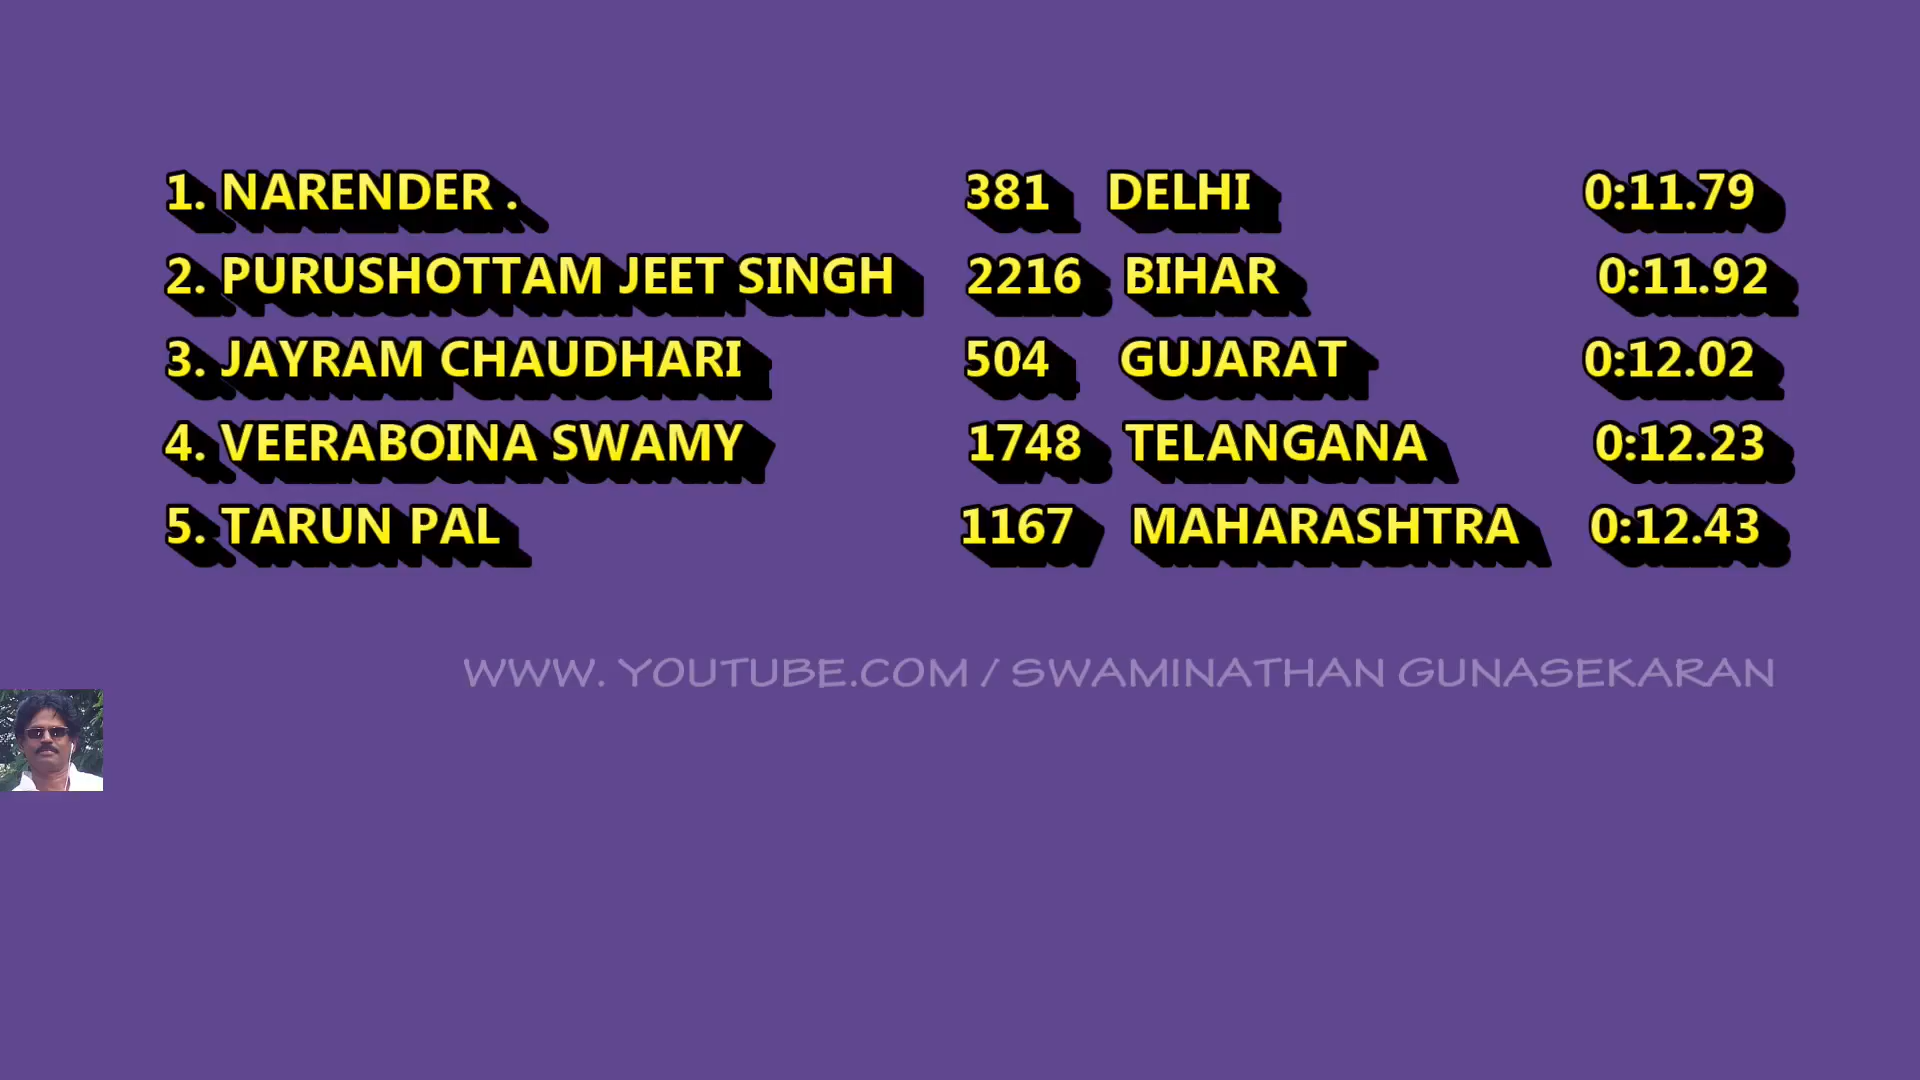 1. NARENDER . 381 DELHI 0:11.79
2. PURUSHOTTAM JEET SINGH 2216 BIHAR 0:11.92
3. JAYRAM CHAUDHARI 504 GUJARAT 0:12.02
4. VEERABOINA SWAMY 1748 TELANGANA 0:12.23
5. TARUN PAL 1167 MAHARASHTRA 0:12.43
WWW. YOUTUBE.COM / SWAMINATHAN GUNASEKARAN